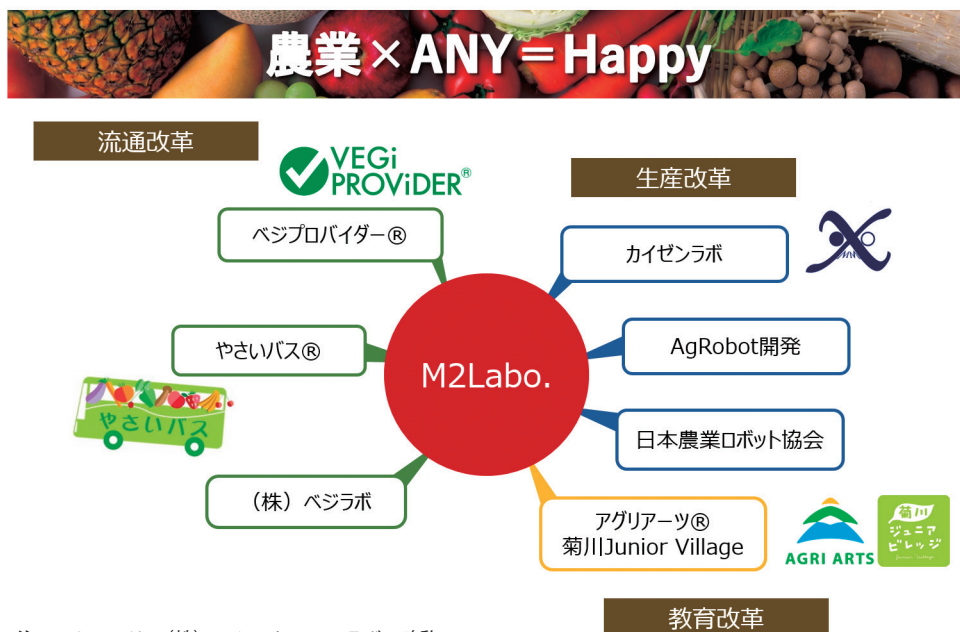 農業×ANY=Happy
流通改革
VEGi
PROViDER®
生産改革
ベジプロバイダー®
カイゼンラボ
やさいバス®
AgRobot開発
M2Labo.
やさいバス
日本農業ロボット協会
（株）ベジラボ
アグリアーツ®
菊川Junior Village
AGRI ARTS
菊川
ジュニア
ビレッジ
教育改革